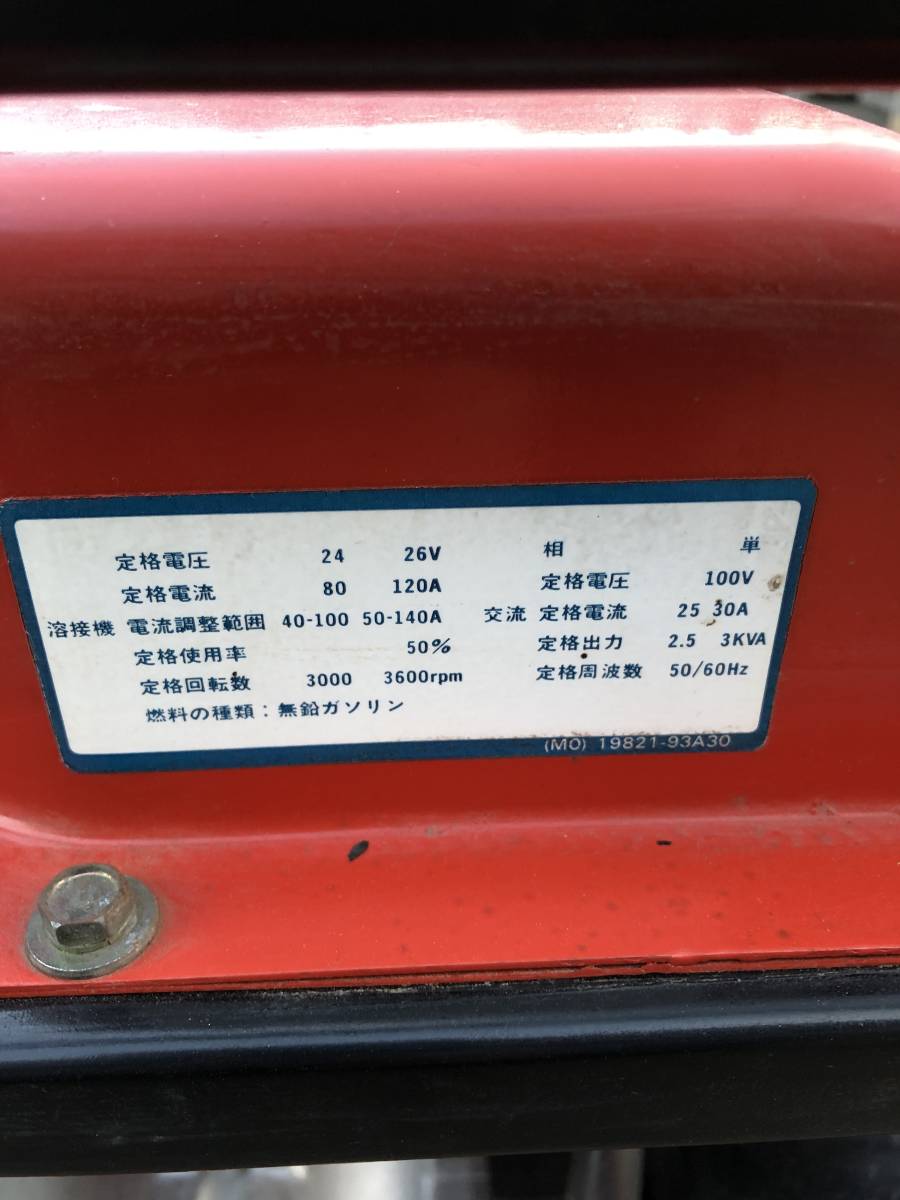 定格電圧 24 26V
定格電流 80 120A
溶接機 電流調整範囲 40-100 50-140A
定格使用率 50%
定格回転数 3000 3600rpm
燃料の種類：無鉛ガソリン
相 単
定格電圧 100V
交流 定格電流 25 30A
定格出力 2.5 3KVA
定格周波数 50/60Hz
(MO) 19821-93A30